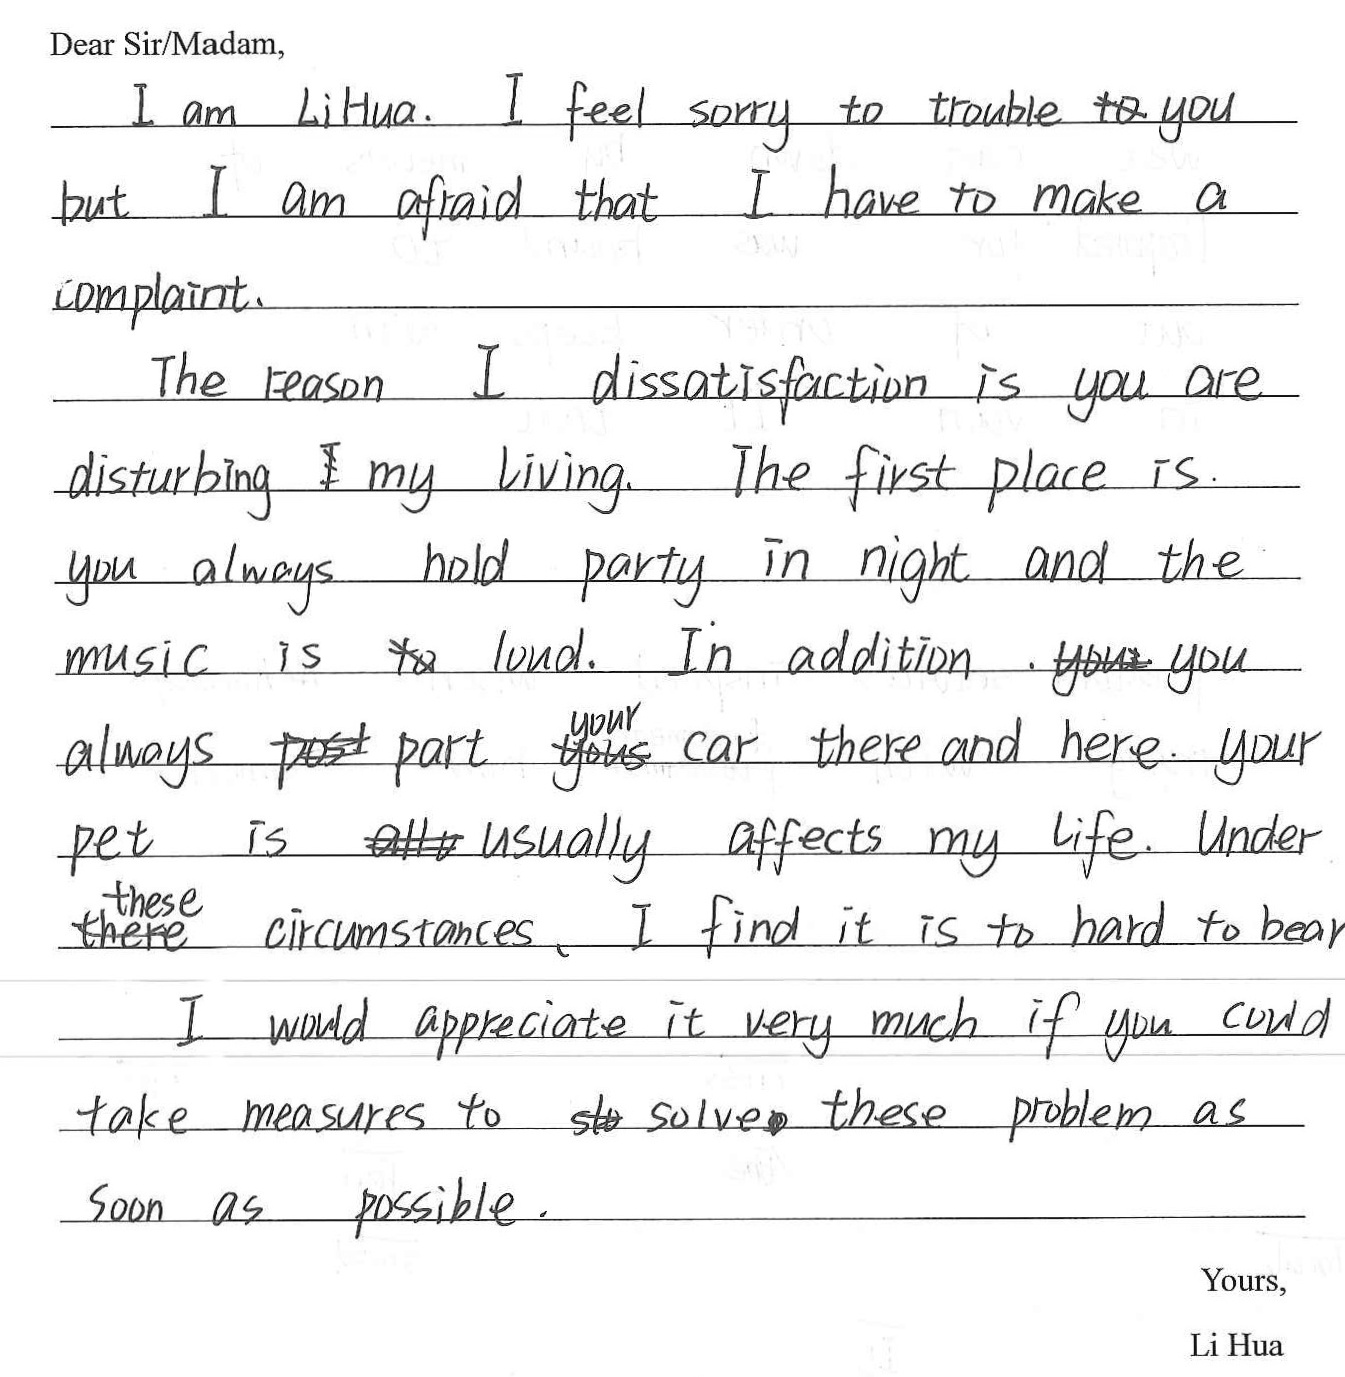 Dear Sir/Madam,
I am Li Hua. I feel sorry to trouble you
but I am afraid that I have to make a
complaint.
The reason I dissatisfaction is you are
disturbing my living. The first place is.
you always hold party in night and the
music is loud. In addition. you
always part your car there and here. your
pet is usually affects my life. Under
these circumstances, I find it is to hard to bear
I would appreciate it very much if you could
take measures to solve these problem as
soon as possible.
Yours,
Li Hua